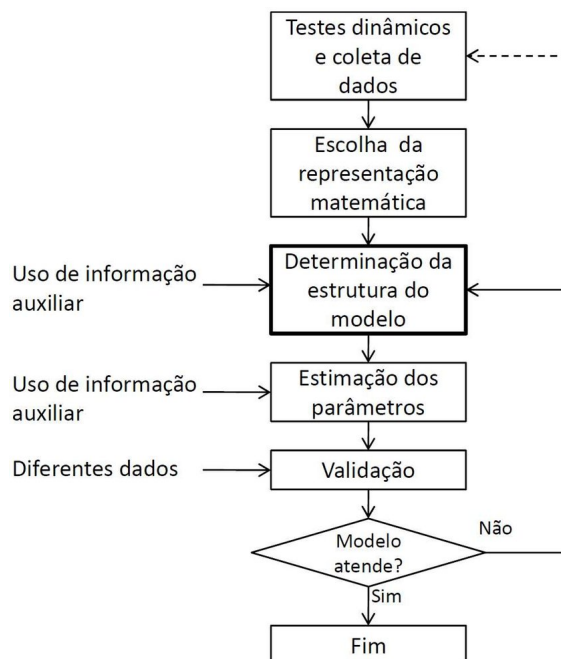 Testes dinâmicos
e coleta de
dados
Escolha da
representação
matemática
Uso de informação
auxiliar
Determinação da
estrutura do
modelo
Uso de informação
auxiliar
Estimação dos
parâmetros
Diferentes dados
Validação
Modelo
atende?
Não
Sim
Fim